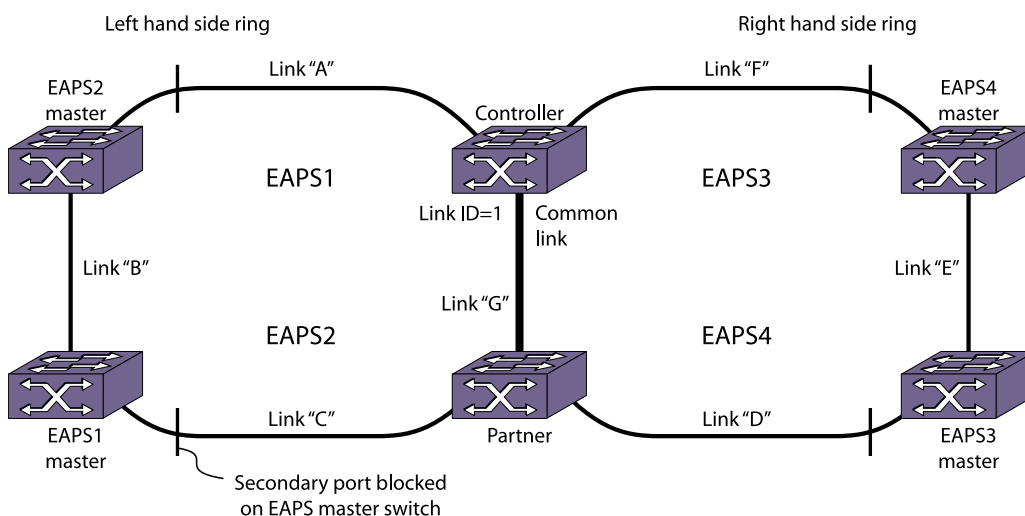 Left hand side ring
Right hand side ring
Link “A”
Link “F”
EAPS2
master
Controller
EAPS4
master
EAPS1
EAPS3
Link ID=1
Common
link
Link “B”
Link “E”
Link “G”
EAPS2
EAPS4
EAPS1
master
Link “C”
Partner
Link “D”
EAPS3
master
Secondary port blocked
on EAPS master switch